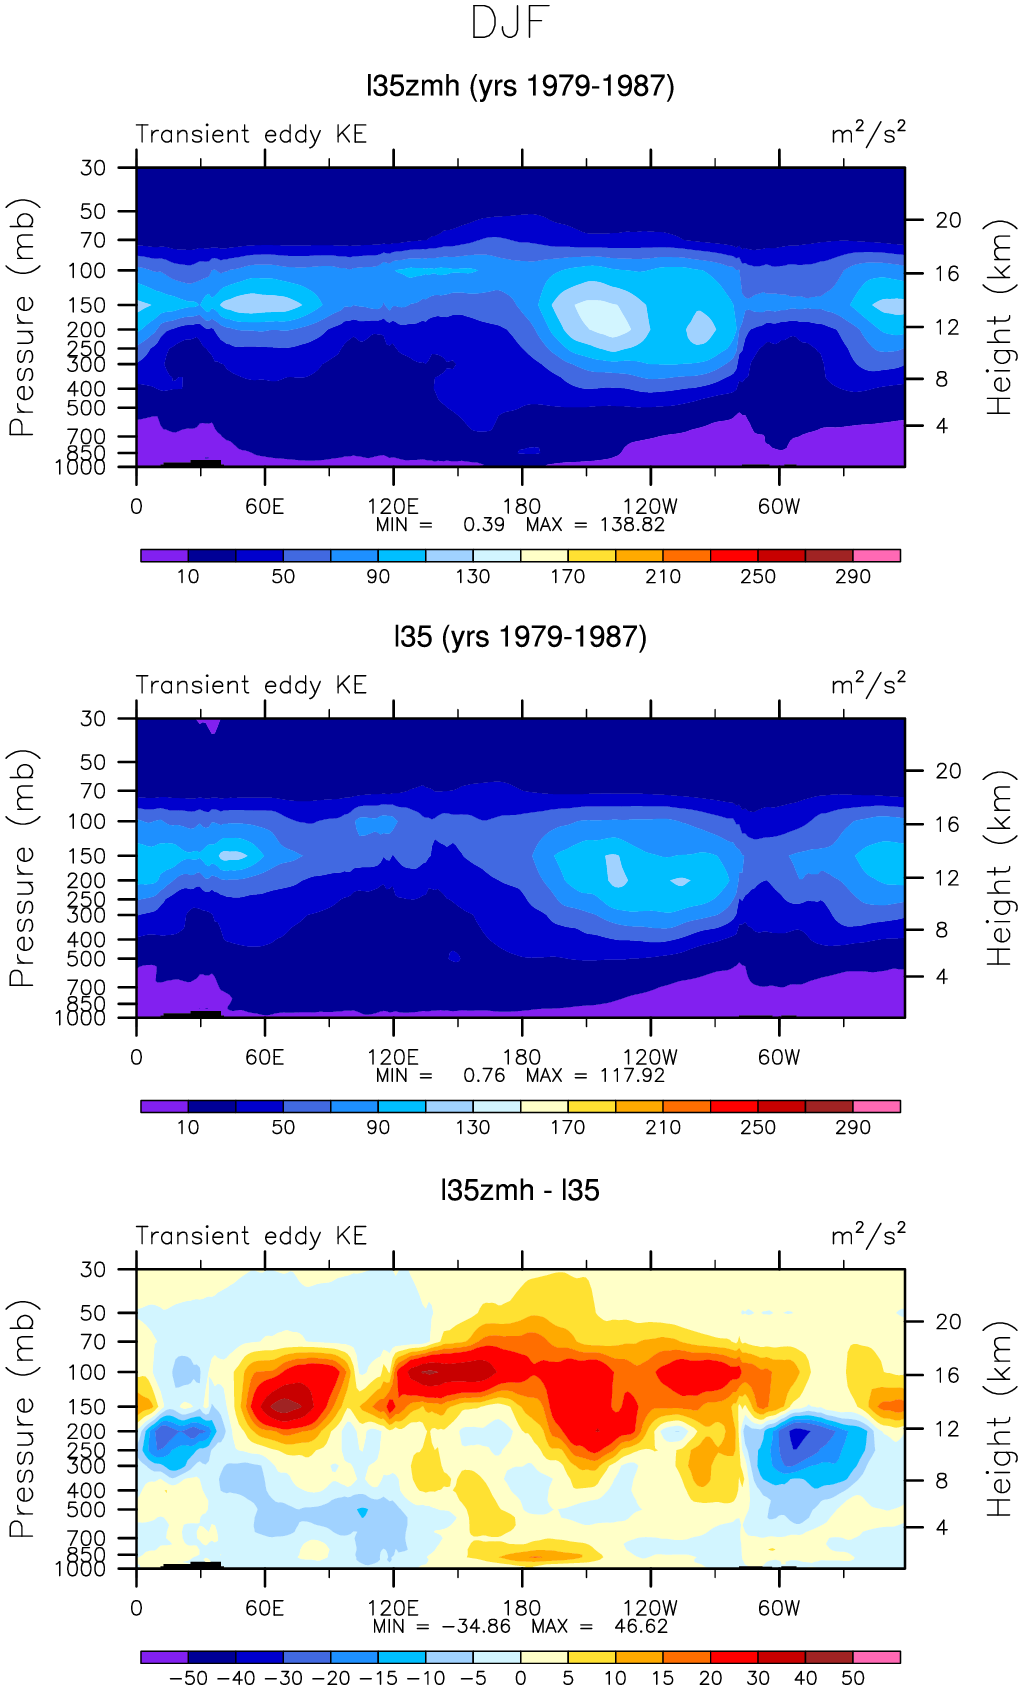 DJF
l35zmh (yrs 1979-1987)
Transient eddy KE m²/s²
Pressure (mb)
30
50
70
100
150
200
250
300
400
500
700
850
1000
20
16
12
8
4
Height (km)
0 60E 120E 180 120W 60W
MIN = 0.39 MAX = 138.82
10 50 90 130 170 210 250 290
l35 (yrs 1979-1987)
Transient eddy KE m²/s²
Pressure (mb)
30
50
70
100
150
200
250
300
400
500
700
850
1000
20
16
12
8
4
Height (km)
0 60E 120E 180 120W 60W
MIN = 0.76 MAX = 117.92
10 50 90 130 170 210 250 290
l35zmh - l35
Transient eddy KE m²/s²
Pressure (mb)
30
50
70
100
150
200
250
300
400
500
700
850
1000
20
16
12
8
4
Height (km)
0 60E 120E 180 120W 60W
MIN = -34.86 MAX = 46.62
-50 -40 -30 -20 -15 -10 -5 0 5 10 15 20 30 40 50